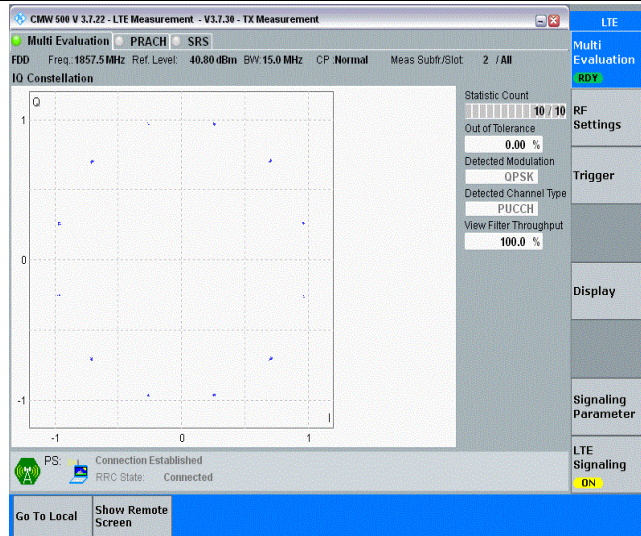 CMW 500 V 3.7.22 - LTE Measurement - V3.7.30 - TX Measurement
LTE
Multi Evaluation PRACH SRS
Multi
Evaluation
RDY
FDD Freq.:1857.5 MHz Ref. Level: 40.80 dBm BW:15.0 MHz CP :Normal Meas Subfr./Slot: 2 / All
IQ Constellation
Q
1
0
-1
I
-1 0 1
Statistic Count
10 / 10
Out of Tolerance
0.00 %
Detected Modulation
QPSK
Detected Channel Type
PUCCH
View Filter Throughput
100.0 %
RF
Settings
Trigger
Display
Signaling
Parameter
LTE
Signaling
ON
PS: Connection Established
RRC State: Connected
Go To Local
Show Remote
Screen